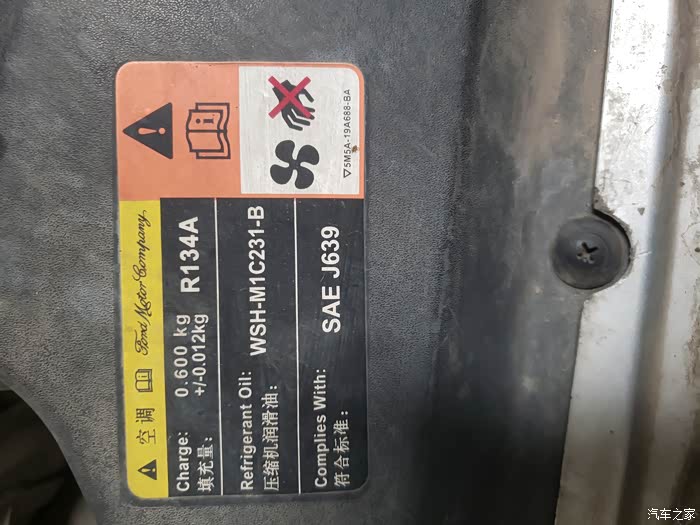 ▽5M5A-19A688-BA
空调 Ford Motor Company,
Charge: 0.600 kg R134A
填充量: +/-0.012kg
Refrigerant Oil: WSH-M1C231-B
压缩机润滑油:
Complies With: SAE J639
符合标准:
汽车之家